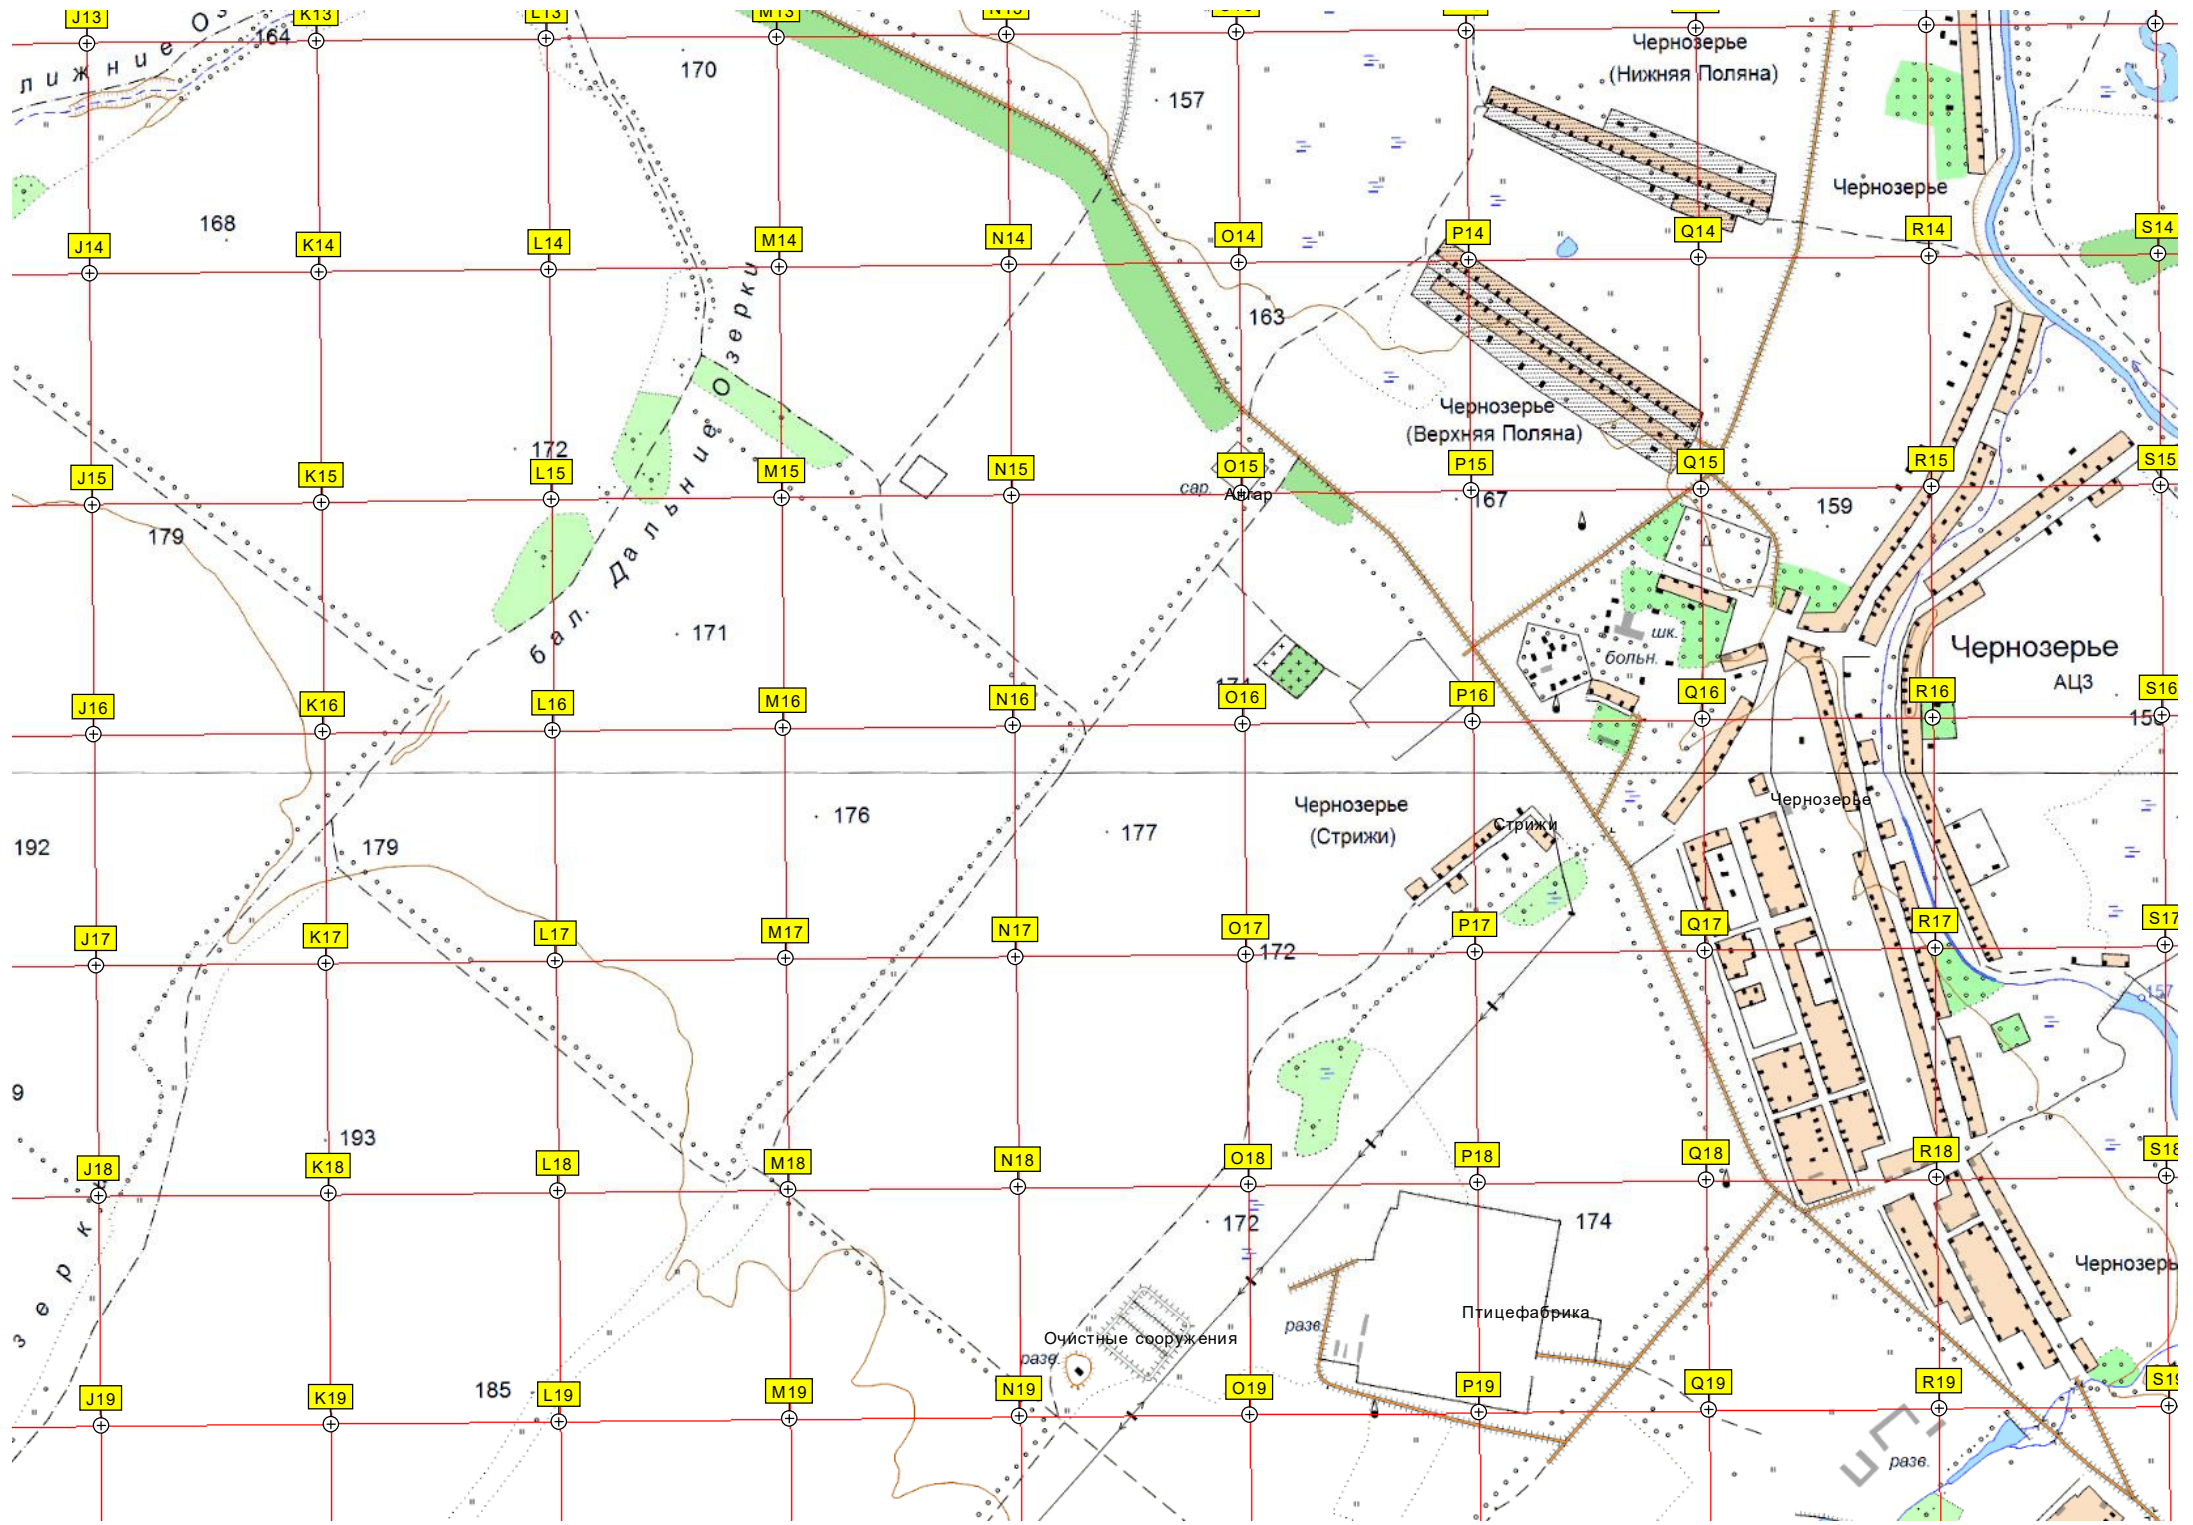 J13
K13
L13
M13
лижние Оз
164
170
157
Чернозерье
(Нижняя Поляна)
Чернозерье
168
J14
K14
L14
M14
N14
O14
P14
Q14
R14
S14
163
Чернозерье
(Верхняя Поляна)
172
бал. Дальние Озерки
J15
K15
L15
M15
N15
O15
P15
Q15
R15
S15
сар.
Ангар
167
159
179
171
шк.
больн.
Чернозерье
АЦЗ
J16
K16
L16
M16
N16
O16
P16
Q16
R16
S16
192
179
176
177
Чернозерье
(Стрижи)
Стрижи
Чернозерье
J17
K17
L17
M17
N17
O17
P17
Q17
R17
S17
172
157
9
193
J18
K18
L18
M18
N18
O18
P18
Q18
R18
S18
зерк
172
174
Чернозерь
Птицефабрика
разв.
Очистные сооружения
разв.
185
J19
K19
L19
M19
N19
O19
P19
Q19
R19
S19
разв.